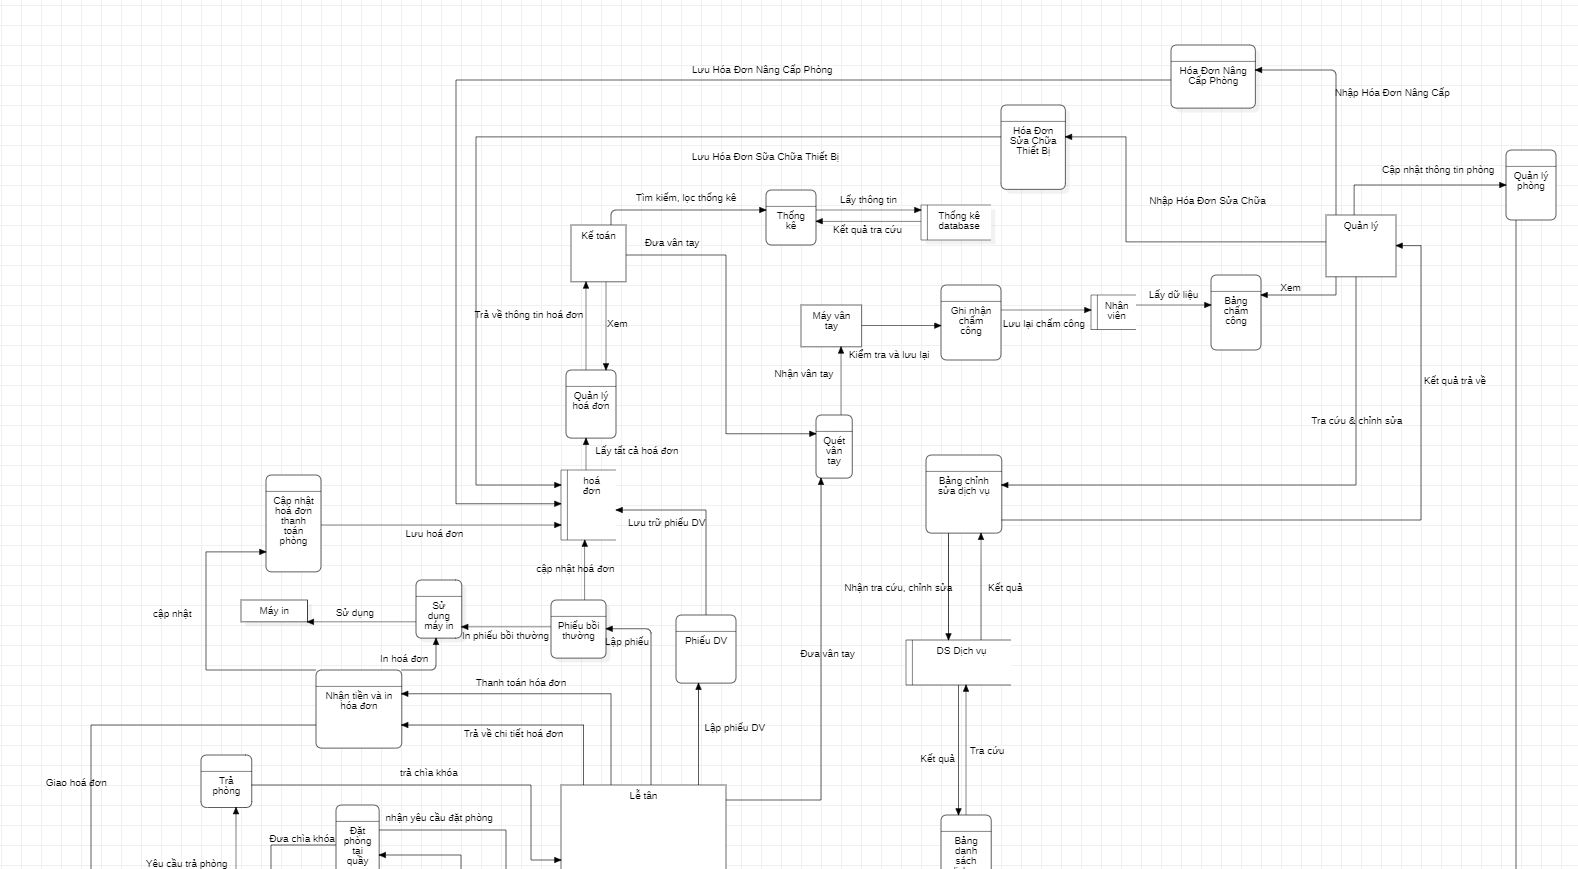 Lưu Hóa Đơn Nâng Cấp Phòng
Hóa Đơn Nâng
Cấp Phòng
Nhập Hóa Đơn Nâng Cấp
Hóa Đơn
Sửa Chữa
Thiết Bị
Lưu Hóa Đơn Sữa Chữa Thiết Bị
Cập nhật thông tin phòng
Quản lý
phòng
Tìm kiếm, lọc thống kê
Thống
kê
Lấy thông tin
Kết quả tra cứu
Thống kê
database
Nhập Hóa Đơn Sửa Chữa
Quản lý
Kế toán
Đưa vân tay
Trả về thông tin hoá đơn
Xem
Máy vân
tay
Ghi nhận
chấm
công
Lưu lại chấm công
Nhân
viên
Lấy dữ liệu
Bảng
chấm
công
Xem
Kiểm tra và lưu lại
Nhận vân tay
Kết quả trả về
Quản lý
hoá đơn
Tra cứu & chỉnh sửa
Lấy tất cả hoá đơn
Quét
vân
tay
hoá
đơn
Bảng chỉnh
sửa dịch vụ
Cập nhật
hoá đơn
thanh
toán
phòng
Lưu hoá đơn
Lưu trữ phiếu DV
cập nhật hoá đơn
Nhận tra cứu, chỉnh sửa
Kết quả
cập nhật
Máy in
Sử dụng
Sử
dụng
máy in
In phiếu bồi thường
Phiếu bồi
thường
Lập phiếu
Phiếu DV
Đưa vân tay
DS Dịch vụ
In hoá đơn
Nhận tiền và in
hóa đơn
Thanh toán hóa đơn
Trả về chi tiết hoá đơn
Lập phiếu DV
Kết quả
Tra cứu
Giao hoá đơn
Trả
phòng
trả chìa khóa
Lễ tân
nhận yêu cầu đặt phòng
Đặt
phòng
tại
quầy
Đưa chìa khóa
Yêu cầu trả phòng
Bảng
danh
sách